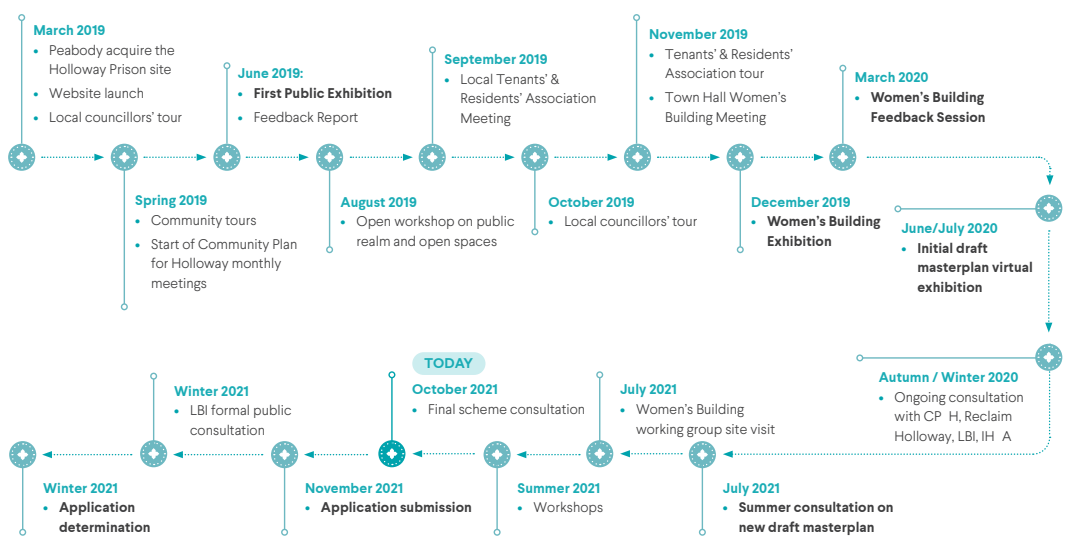 March 2019
• Peabody acquire the
Holloway Prison site
• Website launch
• Local councillors' tour
Spring 2019
• Community tours
• Start of Community Plan
for Holloway monthly
meetings
June 2019:
• First Public Exhibition
• Feedback Report
August 2019
• Open workshop on public
realm and open spaces
September 2019
• Local Tenants' &
Residents' Association
Meeting
October 2019
• Local councillors' tour
November 2019
• Tenants' & Residents'
Association tour
• Town Hall Women's
Building Meeting
December 2019
• Women's Building
Exhibition
March 2020
• Women's Building
Feedback Session
June/July 2020
• Initial draft
masterplan virtual
exhibition
Autumn / Winter 2020
• Ongoing consultation
with CP H, Reclaim
Holloway, LBI, IH A
July 2021
• Summer consultation on
new draft masterplan
July 2021
• Women's Building
working group site visit
Summer 2021
• Workshops
TODAY
October 2021
• Final scheme consultation
November 2021
• Application submission
Winter 2021
• LBI formal public
consultation
Winter 2021
• Application
determination